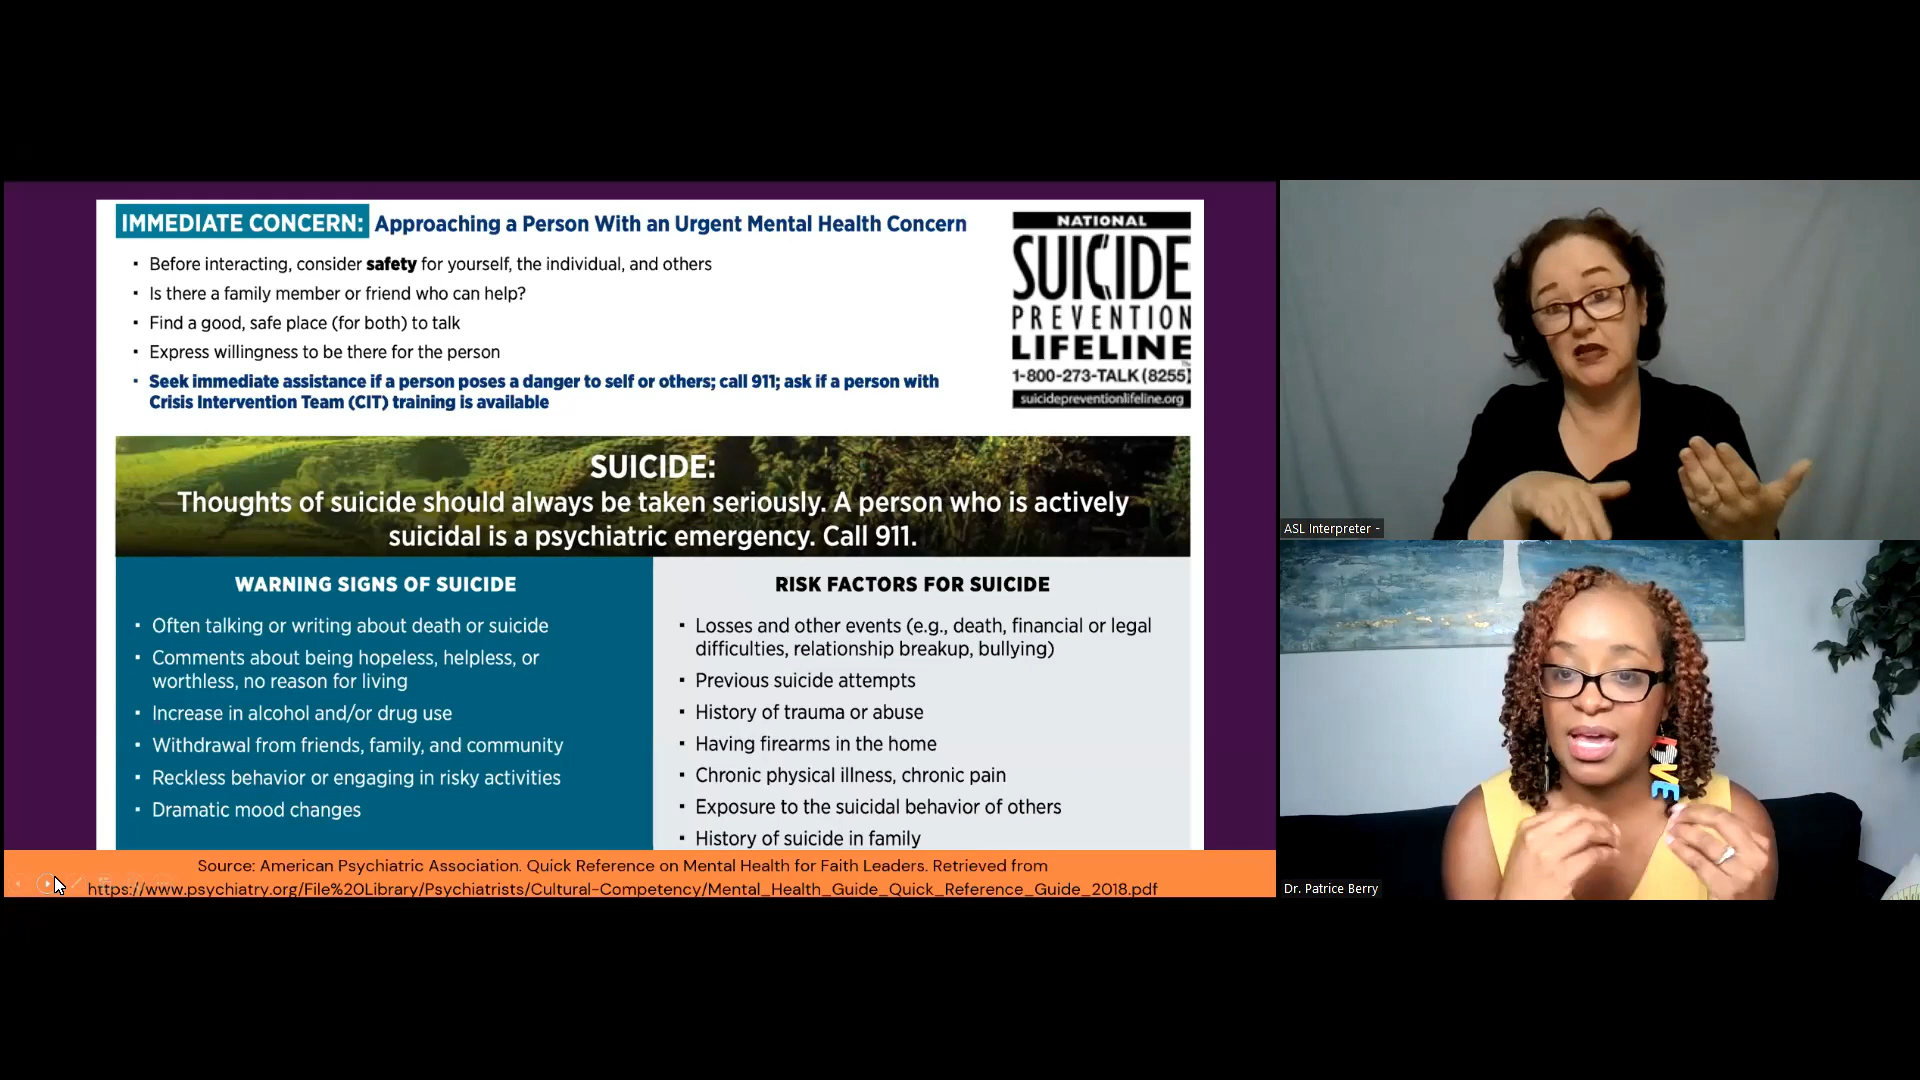 IMMEDIATE CONCERN: Approaching a Person With an Urgent Mental Health Concern
▪ Before interacting, consider safety for yourself, the individual, and others
▪ Is there a family member or friend who can help?
▪ Find a good, safe place (for both) to talk
▪ Express willingness to be there for the person
▪ Seek immediate assistance if a person poses a danger to self or others; call 911; ask if a person with
Crisis Intervention Team (CIT) training is available
NATIONAL
SUICIDE
PREVENTION
LIFELINE
1-800-273-TALK (8255)
suicidepreventionlifeline.org
SUICIDE:
Thoughts of suicide should always be taken seriously. A person who is actively
suicidal is a psychiatric emergency. Call 911.
WARNING SIGNS OF SUICIDE
▪ Often talking or writing about death or suicide
▪ Comments about being hopeless, helpless, or
worthless, no reason for living
▪ Increase in alcohol and/or drug use
▪ Withdrawal from friends, family, and community
▪ Reckless behavior or engaging in risky activities
▪ Dramatic mood changes
RISK FACTORS FOR SUICIDE
▪ Losses and other events (e.g., death, financial or legal
difficulties, relationship breakup, bullying)
▪ Previous suicide attempts
▪ History of trauma or abuse
▪ Having firearms in the home
▪ Chronic physical illness, chronic pain
▪ Exposure to the suicidal behavior of others
▪ History of suicide in family
Source: American Psychiatric Association. Quick Reference on Mental Health for Faith Leaders. Retrieved from
https://www.psychiatry.org/File%20Library/Psychiatrists/Cultural-Competency/Mental_Health_Guide_Quick_Reference_Guide_2018.pdf
ASL Interpreter -
LOVE
Dr. Patrice Berry